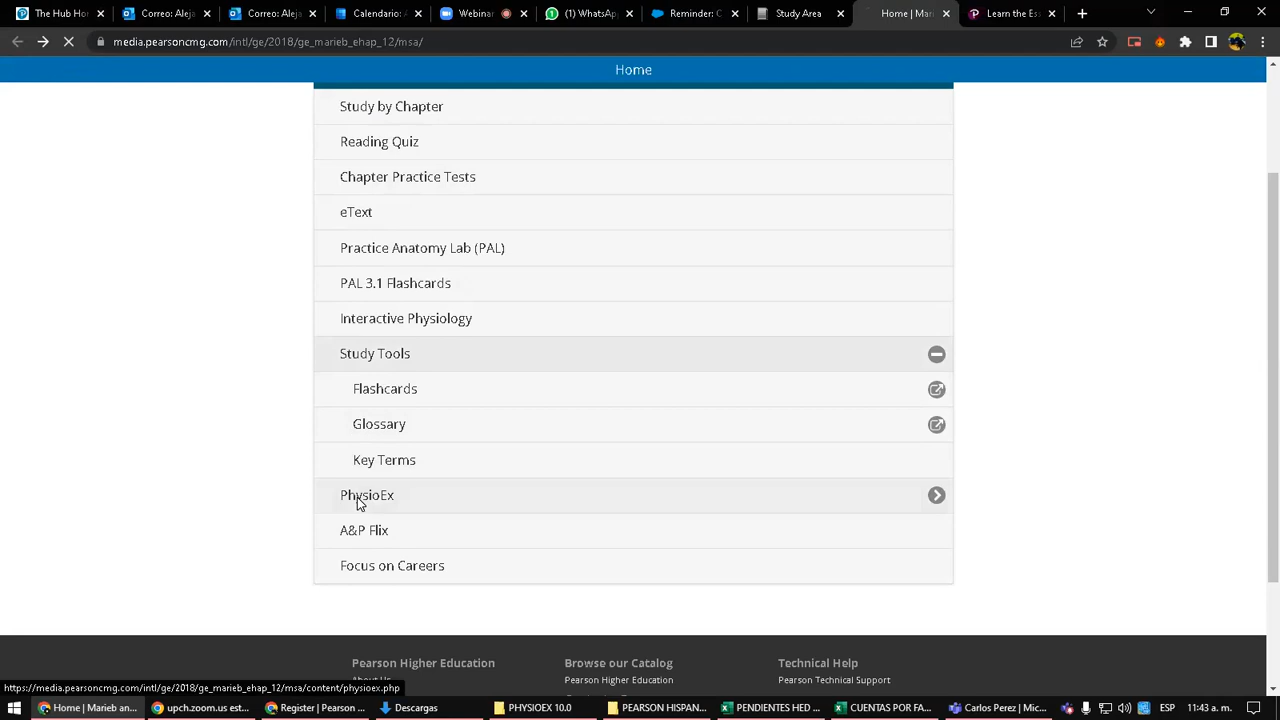 The Hub Hor
Correo: Aleja
Correo: Aleja
Calendario: A
Webinar
(1) WhatsAp
Reminder:
Study Area
Home | Mari
Learn the Ess
media.pearsoncmg.com/intl/ge/2018/ge_marieb_ehap_12/msa/
Home
Study by Chapter
Reading Quiz
Chapter Practice Tests
eText
Practice Anatomy Lab (PAL)
PAL 3.1 Flashcards
Interactive Physiology
Study Tools
Flashcards
Glossary
Key Terms
PhysioEx
A&P Flix
Focus on Careers
Pearson Higher Education
Browse our Catalog
Technical Help
Pearson Higher Education
Pearson Technical Support
https://media.pearsoncmg.com/intl/ge/2018/ge_marieb_ehap_12/msa/content/physioex.php
Home | Marieb an...
upch.zoom.us est...
Register | Pearson ...
Descargas
PHYSIOEX 10.0
PEARSON HISPAN...
PENDIENTES HED ...
CUENTAS POR FA...
Carlos Perez | Mic...
ESP
11:43 a. m.